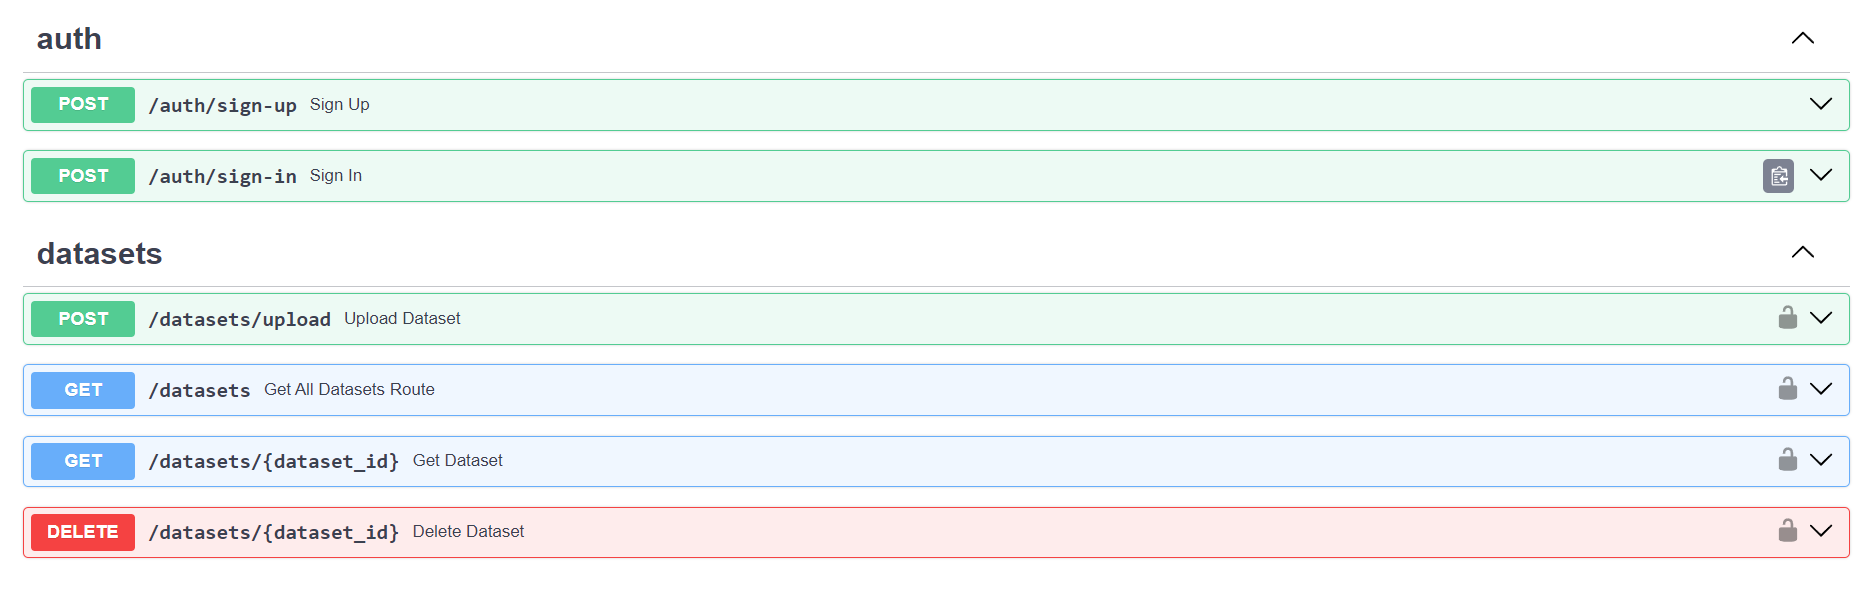 auth
POST /auth/sign-up Sign Up
POST /auth/sign-in Sign In
datasets
POST /datasets/upload Upload Dataset
GET /datasets Get All Datasets Route
GET /datasets/{dataset_id} Get Dataset
DELETE /datasets/{dataset_id} Delete Dataset